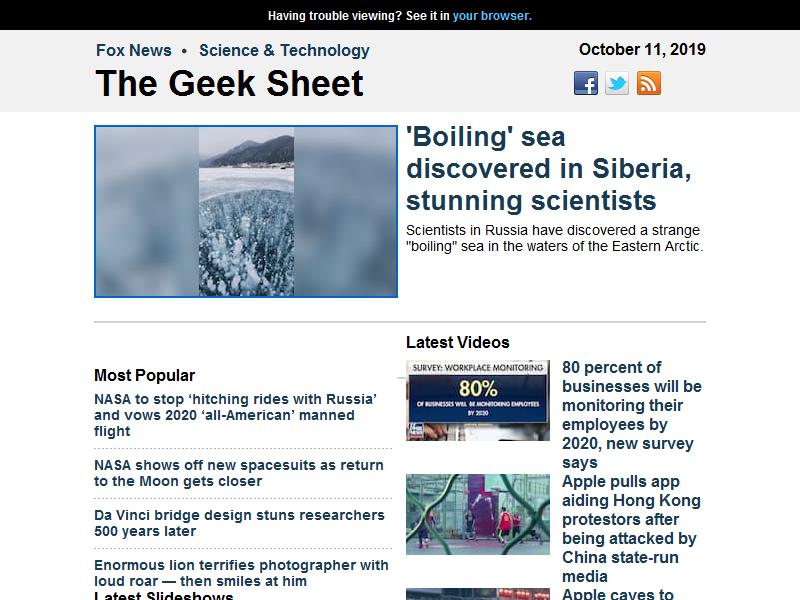 Having trouble viewing? See it in your browser.
Fox News • Science & Technology
October 11, 2019
The Geek Sheet
'Boiling' sea
discovered in Siberia,
stunning scientists
Scientists in Russia have discovered a strange
"boiling" sea in the waters of the Eastern Arctic.
Most Popular
NASA to stop ‘hitching rides with Russia’
and vows 2020 ‘all-American’ manned
flight
NASA shows off new spacesuits as return
to the Moon gets closer
Da Vinci bridge design stuns researchers
500 years later
Enormous lion terrifies photographer with
loud roar — then smiles at him
Latest Slideshows
Latest Videos
SURVEY: WORKPLACE MONITORING
80%
OF BUSINESSES WILL BE MONITORING EMPLOYEES
BY 2020
80 percent of
businesses will be
monitoring their
employees by
2020, new survey
says
Apple pulls app
aiding Hong Kong
protestors after
being attacked by
China state-run
media
Apple caves to